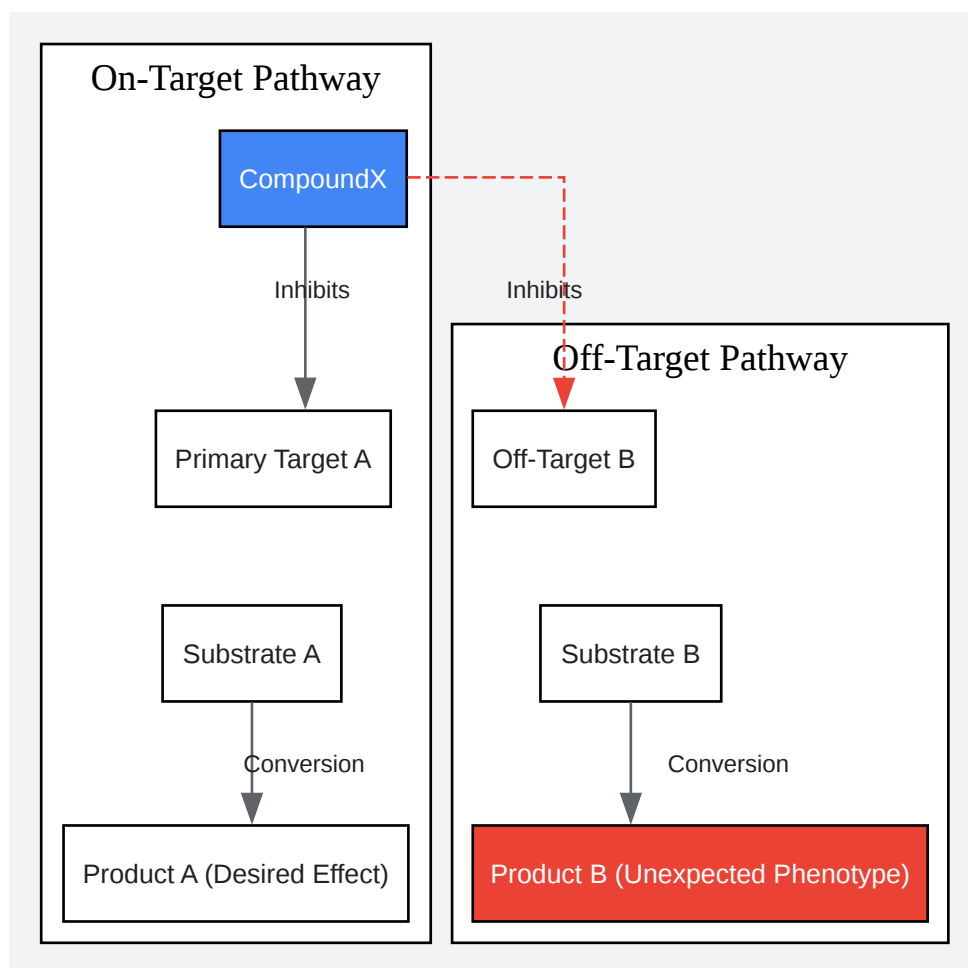 On-Target Pathway
CompoundX
Inhibits
Inhibits
Off-Target Pathway
Primary Target A
Off-Target B
Substrate A
Substrate B
Conversion
Conversion
Product A (Desired Effect)
Product B (Unexpected Phenotype)